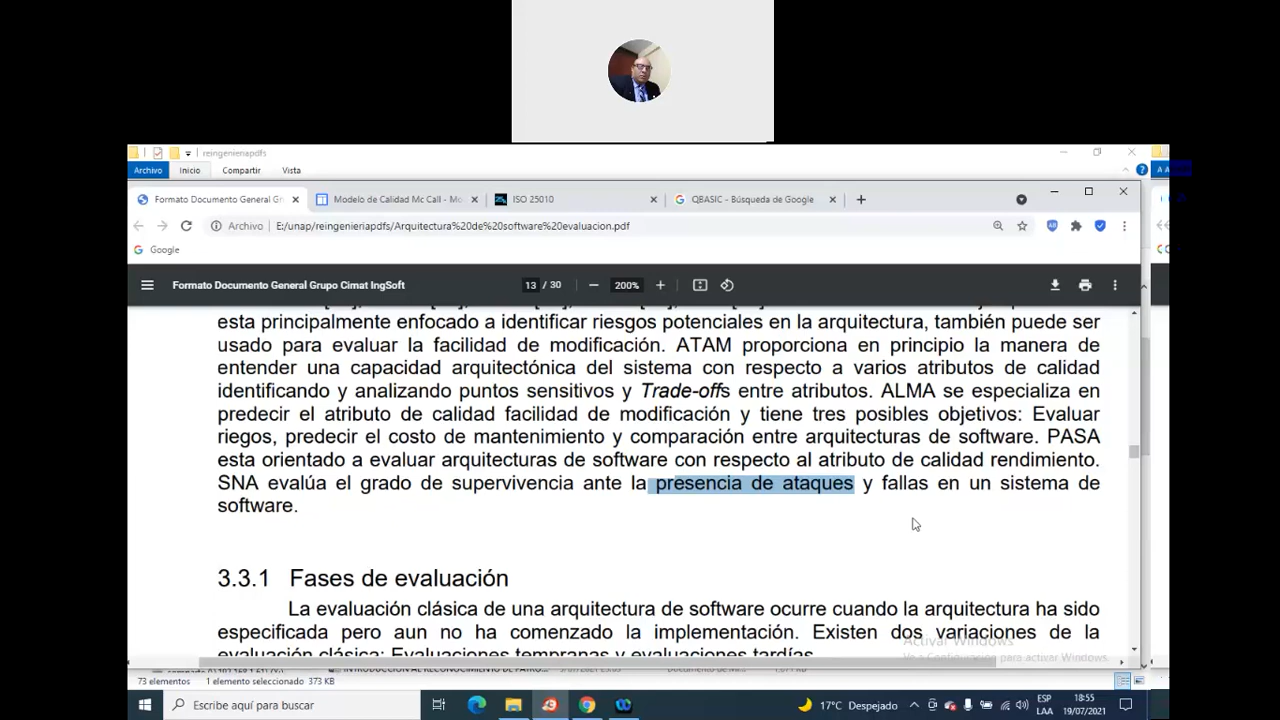 reingenieriapdfs
Archivo Inicio Compartir Vista
Formato Documento General Gr Modelo de Calidad Mc Call - Mo ISO 25010 QBASIC - Búsqueda de Google
Archivo E:/unap/reingenieriapdfs/Arquitectura%20de%20software%20evaluacion.pdf
Google
Formato Documento General Grupo Cimat IngSoft 13 / 30 200%
esta principalmente enfocado a identificar riesgos potenciales en la arquitectura, también puede ser
usado para evaluar la facilidad de modificación. ATAM proporciona en principio la manera de
entender una capacidad arquitectónica del sistema con respecto a varios atributos de calidad
identificando y analizando puntos sensitivos y Trade-offs entre atributos. ALMA se especializa en
predecir el atributo de calidad facilidad de modificación y tiene tres posibles objetivos: Evaluar
riegos, predecir el costo de mantenimiento y comparación entre arquitecturas de software. PASA
esta orientado a evaluar arquitecturas de software con respecto al atributo de calidad rendimiento.
SNA evalúa el grado de supervivencia ante la presencia de ataques y fallas en un sistema de
software.
3.3.1 Fases de evaluación
La evaluación clásica de una arquitectura de software ocurre cuando la arquitectura ha sido
especificada pero aun no ha comenzado la implementación. Existen dos variaciones de la
evaluación clásica: Evaluaciones tempranas y evaluaciones tardías.
Activar Windows
Ve a Configuración para activar Windows.
73 elementos 1 elemento seleccionado 373 KB
Escribe aquí para buscar 17°C Despejado ESP 18:55
LAA 19/07/2021